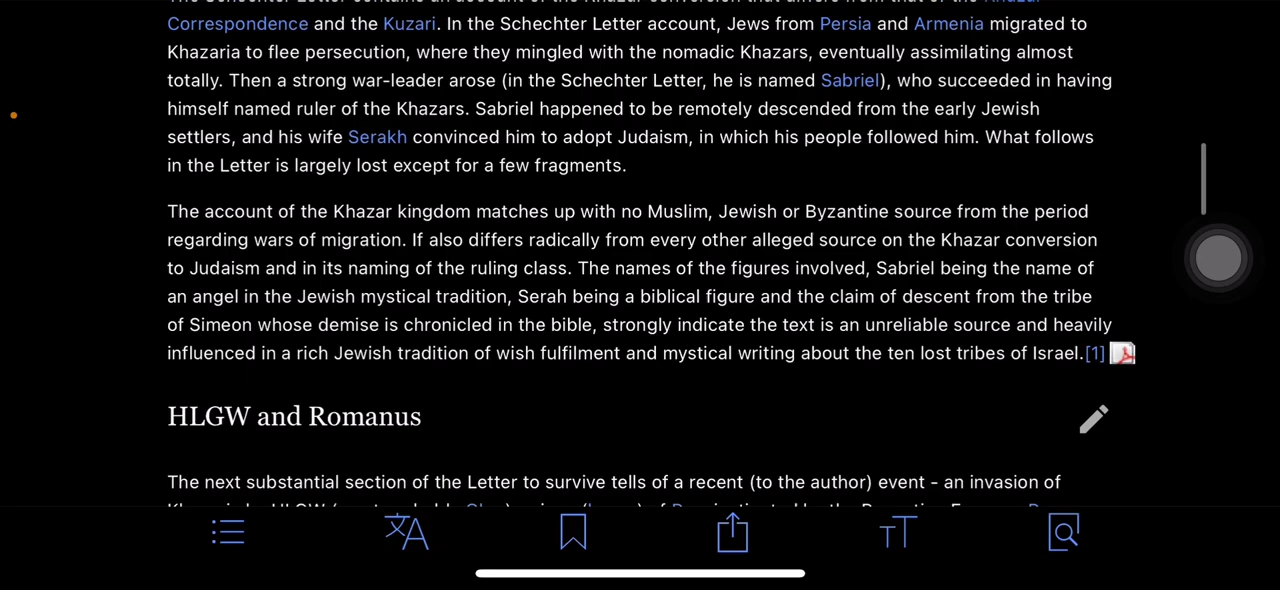 Correspondence and the Kuzari. In the Schechter Letter account, Jews from Persia and Armenia migrated to
Khazaria to flee persecution, where they mingled with the nomadic Khazars, eventually assimilating almost
totally. Then a strong war-leader arose (in the Schechter Letter, he is named Sabriel), who succeeded in having
himself named ruler of the Khazars. Sabriel happened to be remotely descended from the early Jewish
settlers, and his wife Serakh convinced him to adopt Judaism, in which his people followed him. What follows
in the Letter is largely lost except for a few fragments.
The account of the Khazar kingdom matches up with no Muslim, Jewish or Byzantine source from the period
regarding wars of migration. If also differs radically from every other alleged source on the Khazar conversion
to Judaism and in its naming of the ruling class. The names of the figures involved, Sabriel being the name of
an angel in the Jewish mystical tradition, Serah being a biblical figure and the claim of descent from the tribe
of Simeon whose demise is chronicled in the bible, strongly indicate the text is an unreliable source and heavily
influenced in a rich Jewish tradition of wish fulfilment and mystical writing about the ten lost tribes of Israel.[1]
HLGW and Romanus
The next substantial section of the Letter to survive tells of a recent (to the author) event - an invasion of